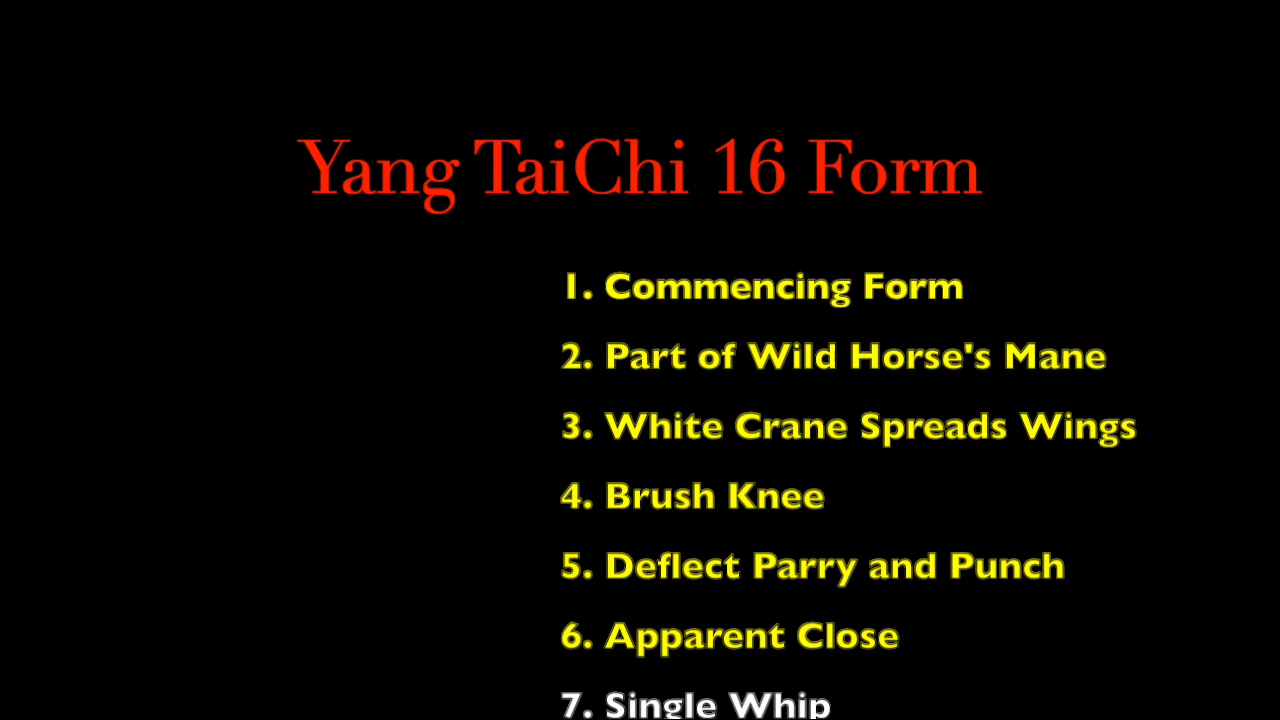 Yang TaiChi 16 Form
1. Commencing Form
2. Part of Wild Horse's Mane
3. White Crane Spreads Wings
4. Brush Knee
5. Deflect Parry and Punch
6. Apparent Close
7. Single Whip